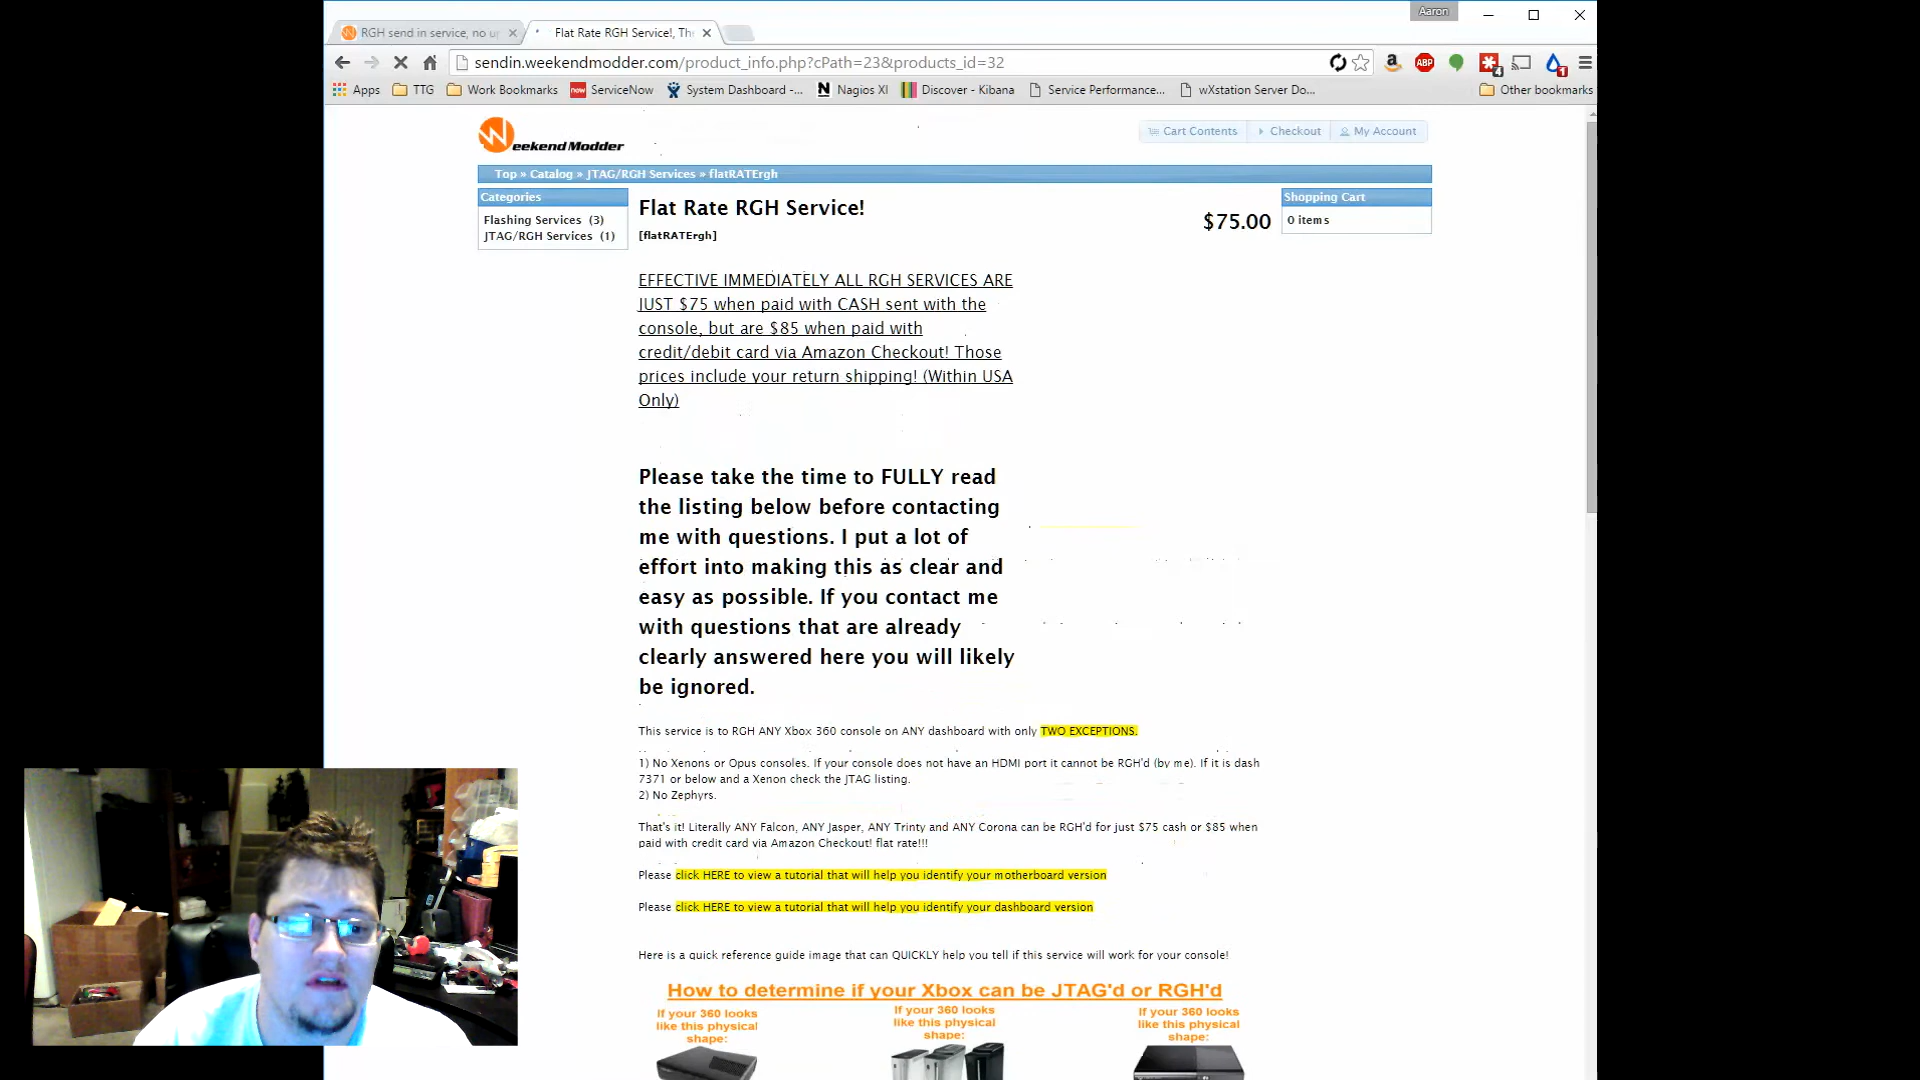 Aaron
RGH send in service, no up
Flat Rate RGH Service!, Th
sendin.weekendmodder.com/product_info.php?cPath=23&products_id=32
Apps
TTG
Work Bookmarks
ServiceNow
System Dashboard -...
Nagios XI
Discover - Kibana
Service Performance...
wXstation Server Do...
Other bookmarks
WeekendModder
Cart Contents
Checkout
My Account
Top » Catalog » JTAG/RGH Services » flatRATErgh
Categories
Flashing Services (3)
JTAG/RGH Services (1)
Flat Rate RGH Service!
[flatRATErgh]
$75.00
Shopping Cart
0 items
EFFECTIVE IMMEDIATELY ALL RGH SERVICES ARE
JUST $75 when paid with CASH sent with the
console, but are $85 when paid with
credit/debit card via Amazon Checkout! Those
prices include your return shipping! (Within USA
Only)
Please take the time to FULLY read
the listing below before contacting
me with questions. I put a lot of
effort into making this as clear and
easy as possible. If you contact me
with questions that are already
clearly answered here you will likely
be ignored.
This service is to RGH ANY Xbox 360 console on ANY dashboard with only TWO EXCEPTIONS.
1) No Xenons or Opus consoles. If your console does not have an HDMI port it cannot be RGH'd (by me). If it is dash
7371 or below and a Xenon check the JTAG listing.
2) No Zephyrs.
That's it! Literally ANY Falcon, ANY Jasper, ANY Trinty and ANY Corona can be RGH'd for just $75 cash or $85 when
paid with credit card via Amazon Checkout! flat rate!!!
Please click HERE to view a tutorial that will help you identify your motherboard version
Please click HERE to view a tutorial that will help you identify your dashboard version
Here is a quick reference guide image that can QUICKLY help you tell if this service will work for your console!
How to determine if your Xbox can be JTAG'd or RGH'd
If your 360 looks
like this physical
shape:
If your 360 looks
like this physical
shape:
If your 360 looks
like this physical
shape: